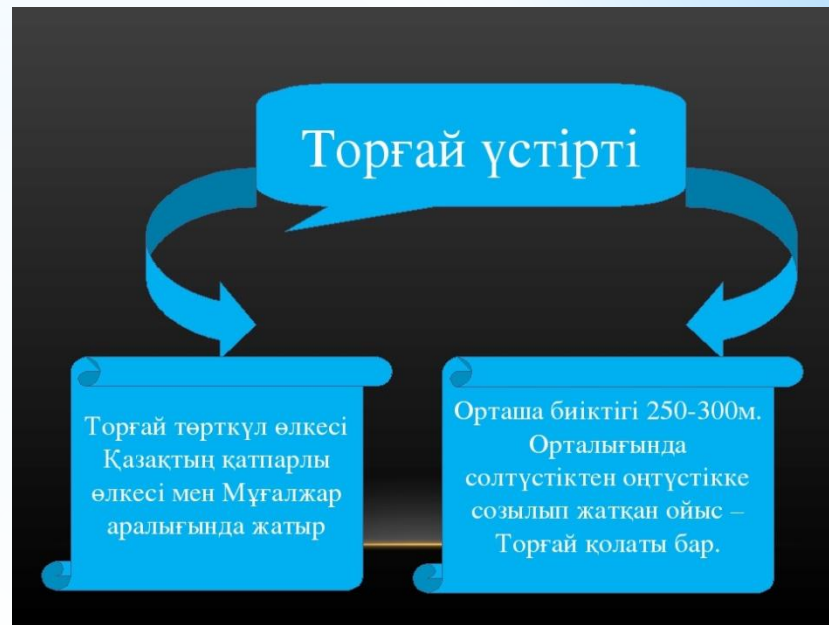 Торғай үстірті
Торғай төрткүл өлкесі
Қазақтың қатпарлы
өлкесі мен Мұғалжар
аралығында жатыр
Орташа биіктігі 250-300м.
Орталығында
солтүстіктен оңтүстікке
созылып жатқан ойыс –
Торғай қолаты бар.